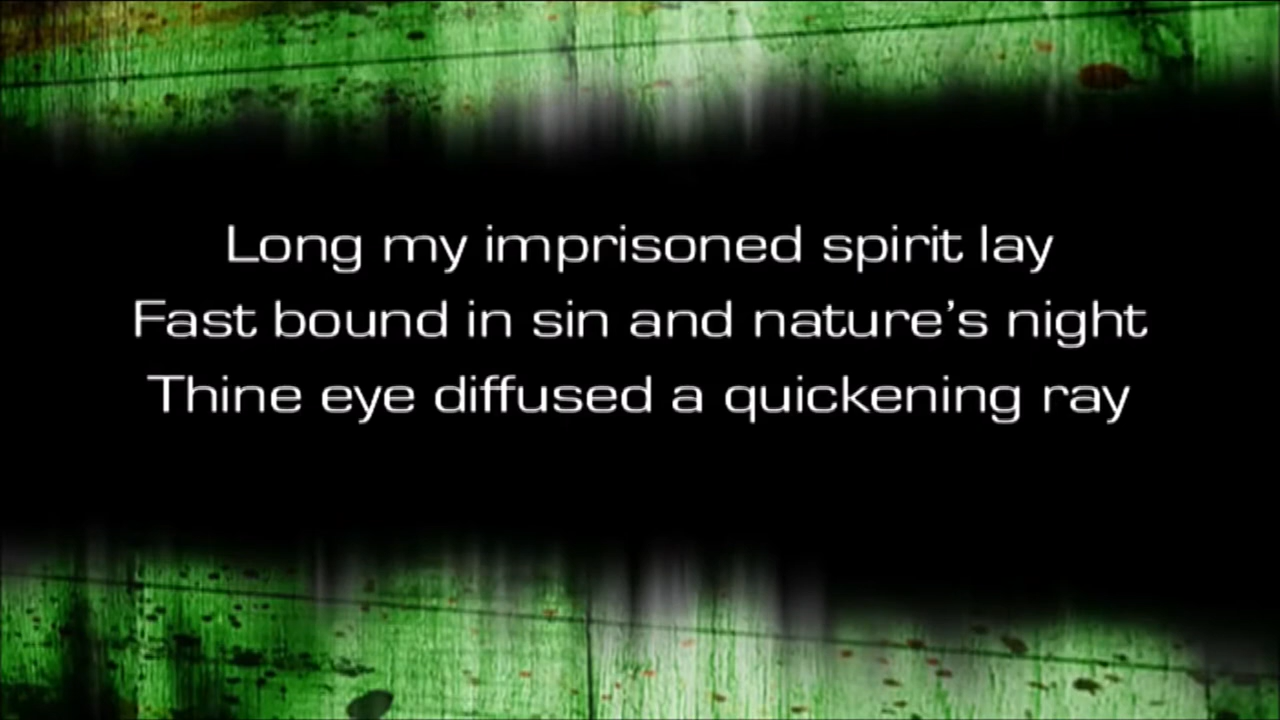 Long my imprisoned spirit lay
Fast bound in sin and nature’s night
Thine eye diffused a quickening ray